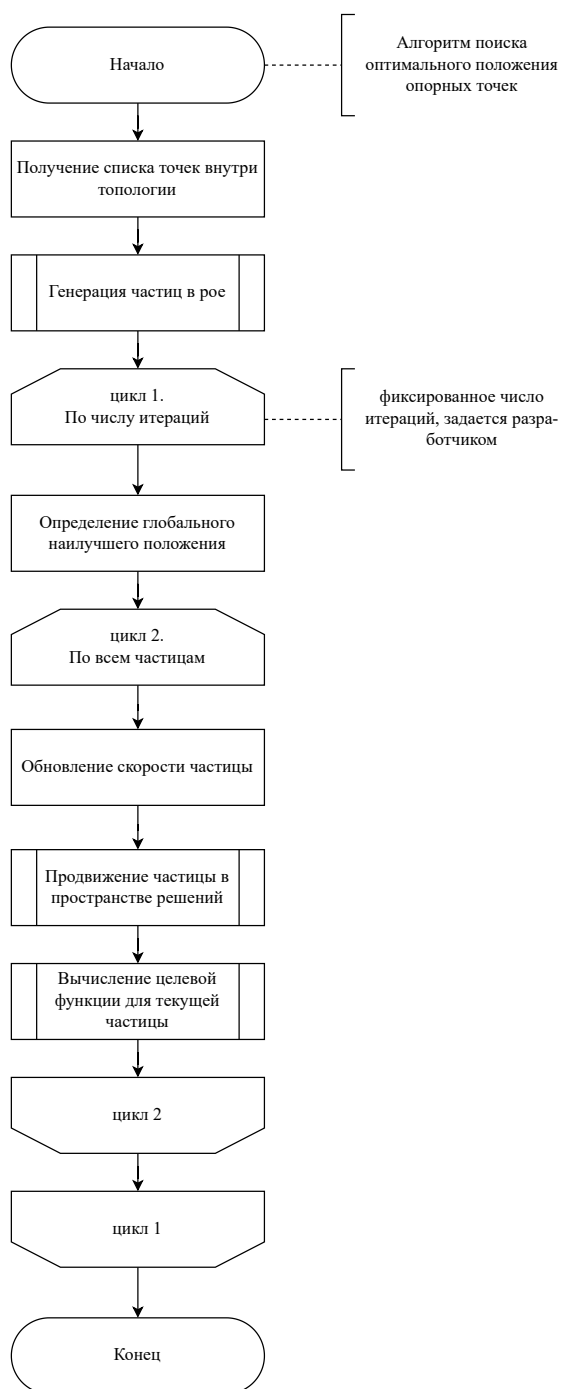 Начало
Алгоритм поиска
оптимального положения
опорных точек
Получение списка точек внутри
топологии
Генерация частиц в рое
цикл 1.
По числу итераций
фиксированное число
итераций, задается разра-
ботчиком
Определение глобального
наилучшего положения
цикл 2.
По всем частицам
Обновление скорости частицы
Продвижение частицы в
пространстве решений
Вычисление целевой
функции для текущей
частицы
цикл 2
цикл 1
Конец